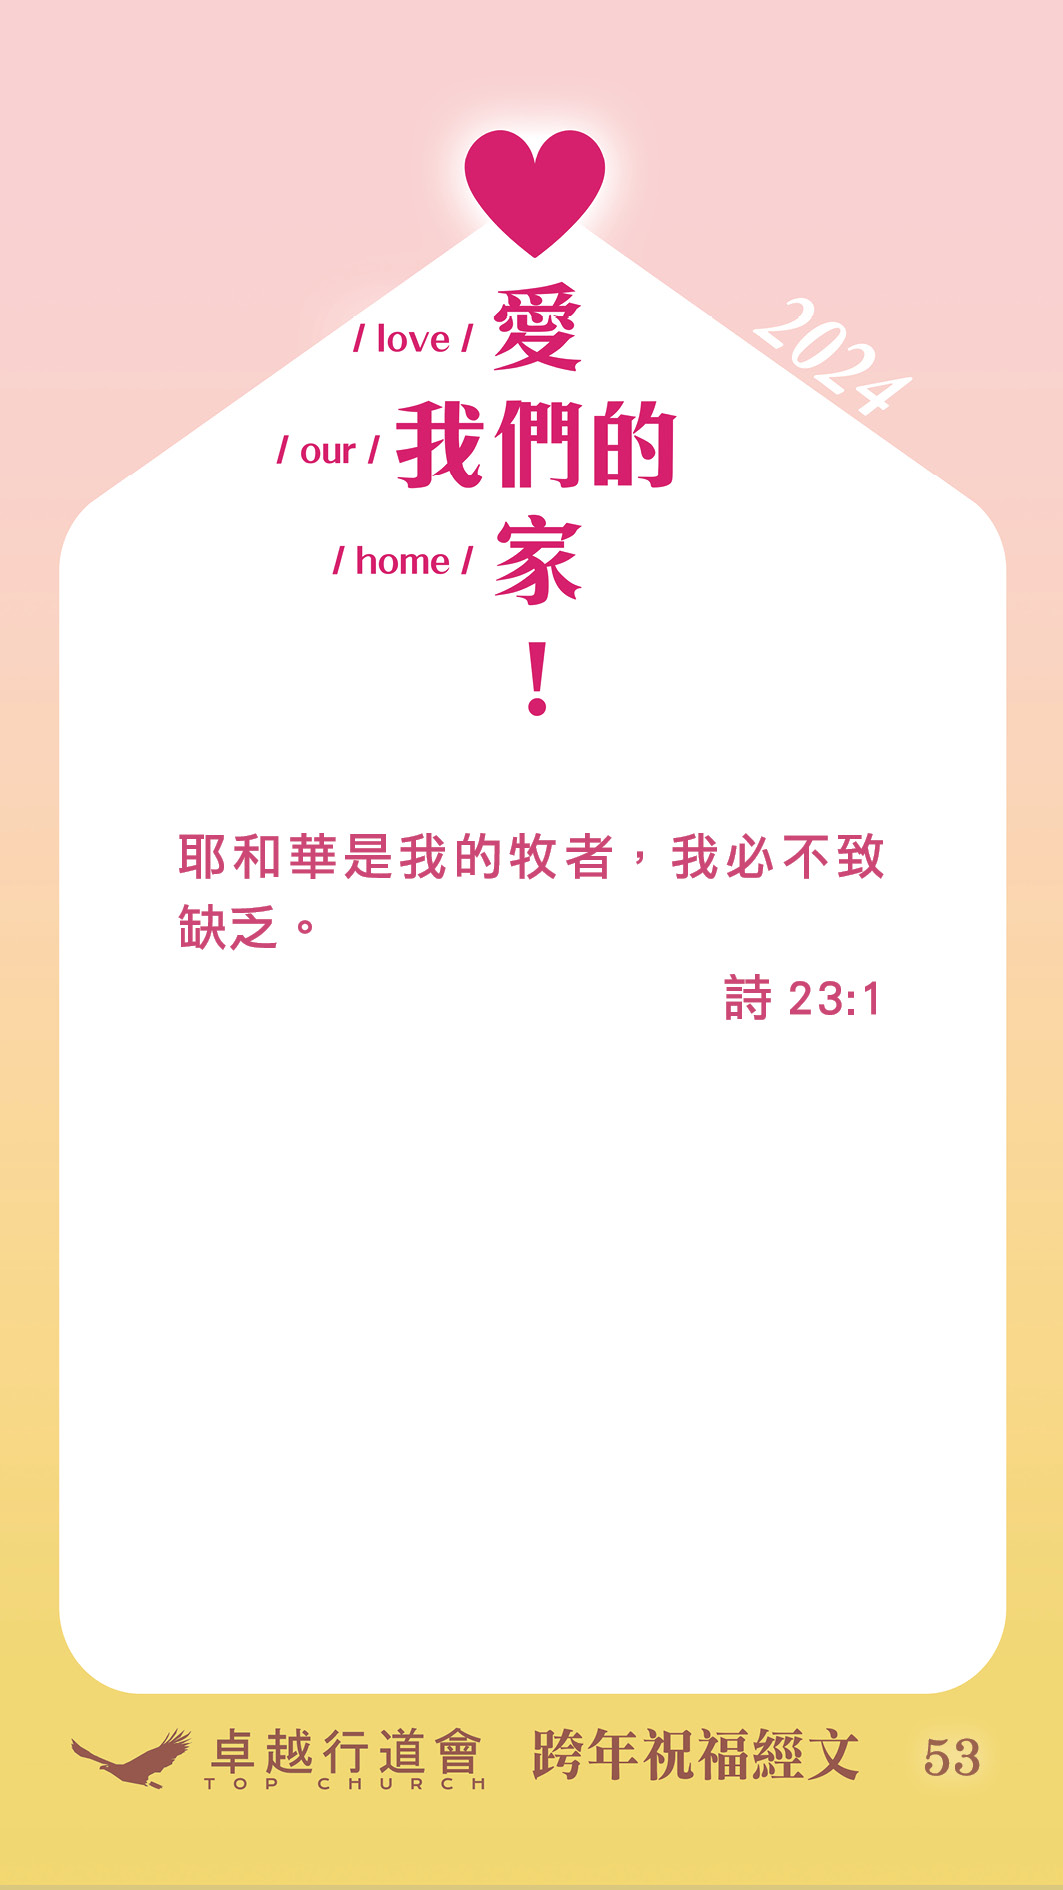 2024
/ love / 愛
/ our / 我們的
/ home / 家
!
耶和華是我的牧者，我必不致
缺乏。
詩 23:1
卓越行道會 跨年祝福經文 53
TOP CHURCH